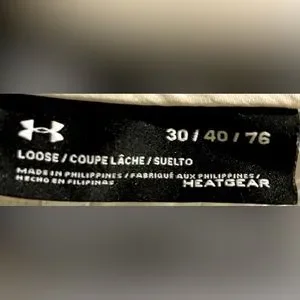 30 / 40 / 76
LOOSE / COUPE LÂCHE / SUELTO
MADE IN PHILIPPINES / FABRIQUÉ AUX PHILIPPINES /
HECHO EN FILIPINAS
HEATGEAR